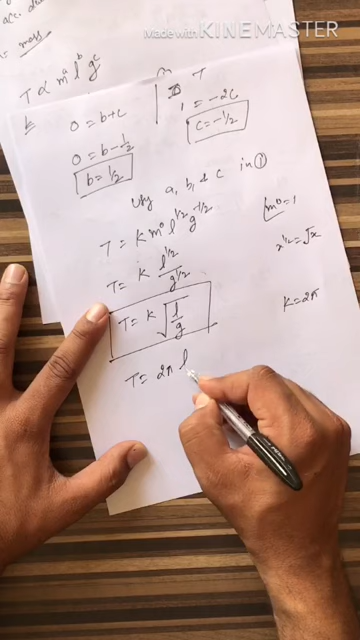 Made with KINEMASTER
mass
T ∝ mᵃ lᵇ gᶜ
k
T
0 = b+c
1 = -2c
c = -1/2
0 = b - 1/2
b = 1/2
a, b, & c in ①
T = K m⁰ l^1/2 g^-1/2
m⁰ = 1
T = K l^1/2 / g^1/2
x^1/2 = √x
T = K √(l/g)
K = 2π
T = 2π l